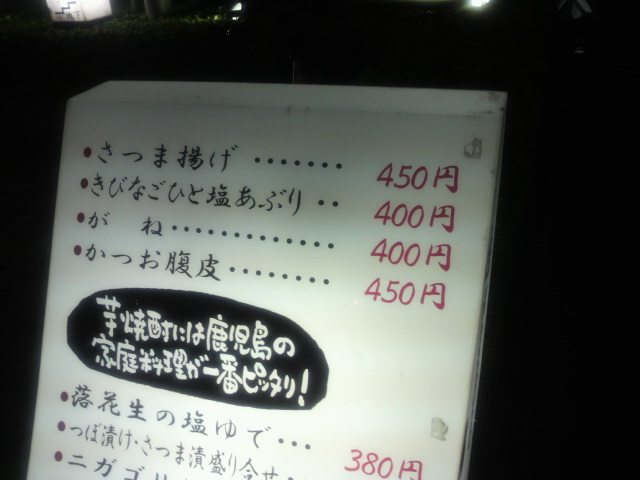 ・さつま揚げ ······· 450円
・きびなごひと塩あぶり ·· 400円
・がね············· 400円
・かつお腹皮········ 450円
芋焼酎には鹿児島の
家庭料理が一番ピッタリ!
・落花生の塩ゆで··· 380円
・つぼ漬け・さつま漬盛り合せ··
・ニガゴリ